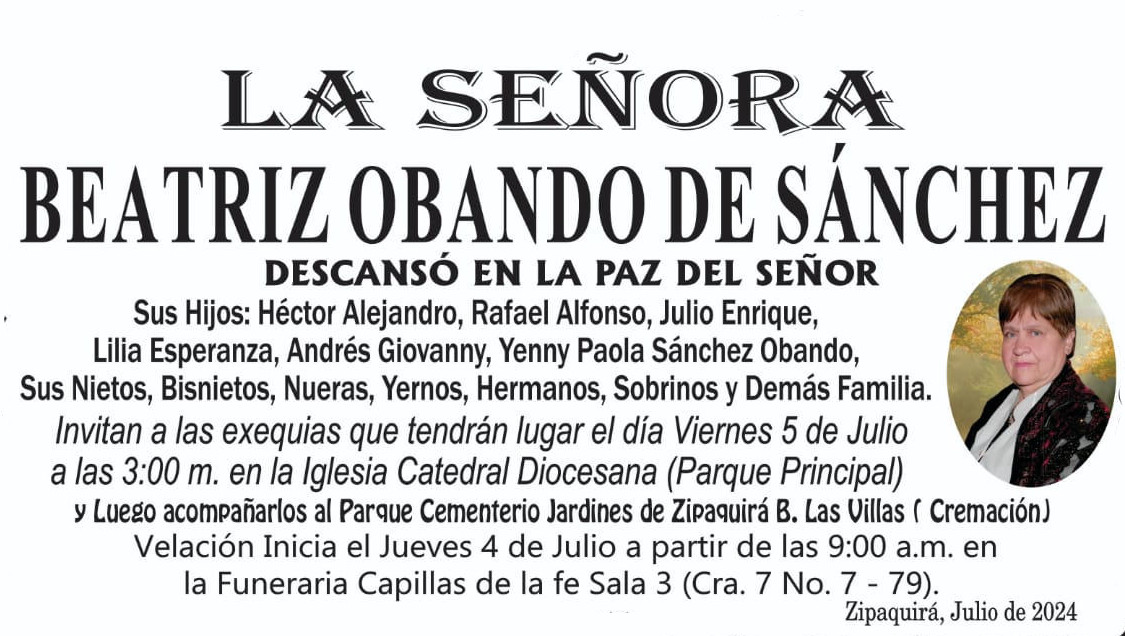 LA SEÑORA
BEATRIZ OBANDO DE SÁNCHEZ
DESCANSÓ EN LA PAZ DEL SEÑOR
Sus Hijos: Héctor Alejandro, Rafael Alfonso, Julio Enrique,
Lilia Esperanza, Andrés Giovanny, Yenny Paola Sánchez Obando,
Sus Nietos, Bisnietos, Nueras, Yernos, Hermanos, Sobrinos y Demás Familia.
Invitan a las exequias que tendrán lugar el día Viernes 5 de Julio
a las 3:00 m. en la Iglesia Catedral Diocesana (Parque Principal)
y Luego acompañarlos al Parque Cementerio Jardines de Zipaquirá B. Las Villas ( Cremación)
Velación Inicia el Jueves 4 de Julio a partir de las 9:00 a.m. en
la Funeraria Capillas de la fe Sala 3 (Cra. 7 No. 7 - 79).
Zipaquirá, Julio de 2024